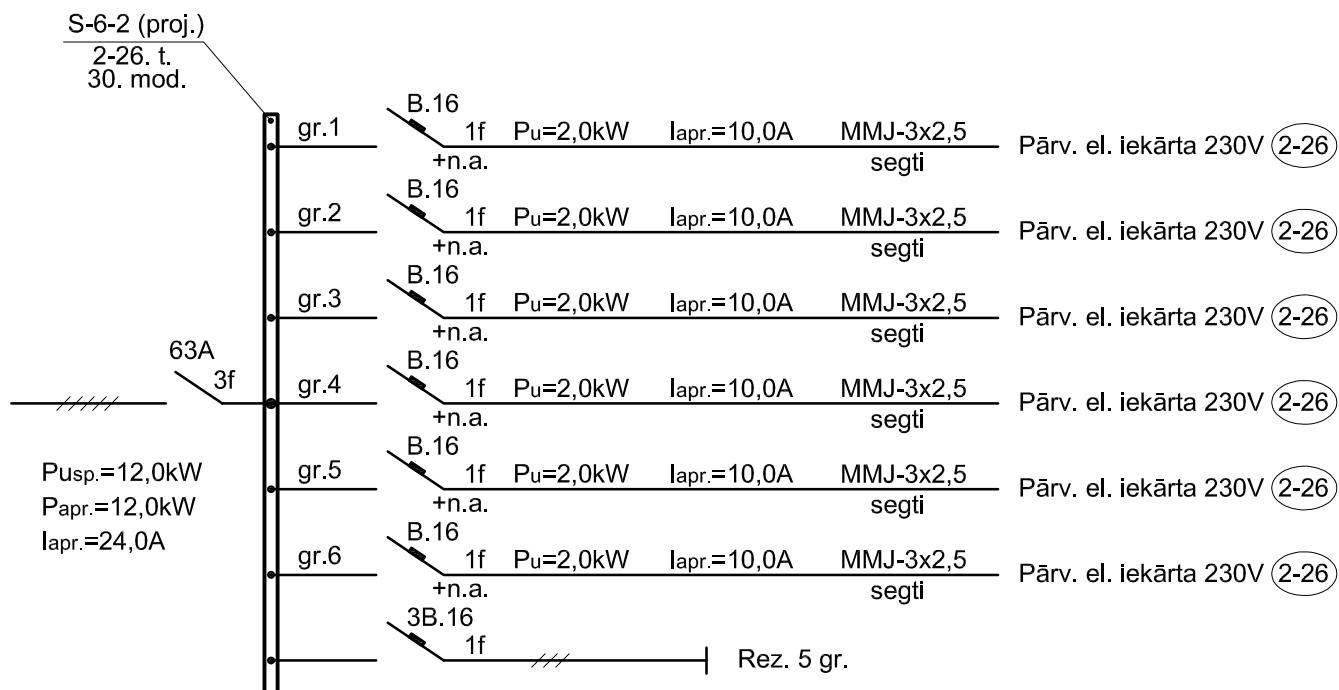 S-6-2 (proj.)
2-26. t.
30. mod.
gr.1 B.16 1f Pu=2,0kW Iapr.=10,0A MMJ-3x2,5 Pārv. el. iekārta 230V 2-26
+n.a. segti
gr.2 B.16 1f Pu=2,0kW Iapr.=10,0A MMJ-3x2,5 Pārv. el. iekārta 230V 2-26
+n.a. segti
gr.3 B.16 1f Pu=2,0kW Iapr.=10,0A MMJ-3x2,5 Pārv. el. iekārta 230V 2-26
+n.a. segti
63A
3f
gr.4 B.16 1f Pu=2,0kW Iapr.=10,0A MMJ-3x2,5 Pārv. el. iekārta 230V 2-26
+n.a. segti
Pusp.=12,0kW
Papr.=12,0kW
Iapr.=24,0A
gr.5 B.16 1f Pu=2,0kW Iapr.=10,0A MMJ-3x2,5 Pārv. el. iekārta 230V 2-26
+n.a. segti
gr.6 B.16 1f Pu=2,0kW Iapr.=10,0A MMJ-3x2,5 Pārv. el. iekārta 230V 2-26
+n.a. segti
3B.16
1f Rez. 5 gr.